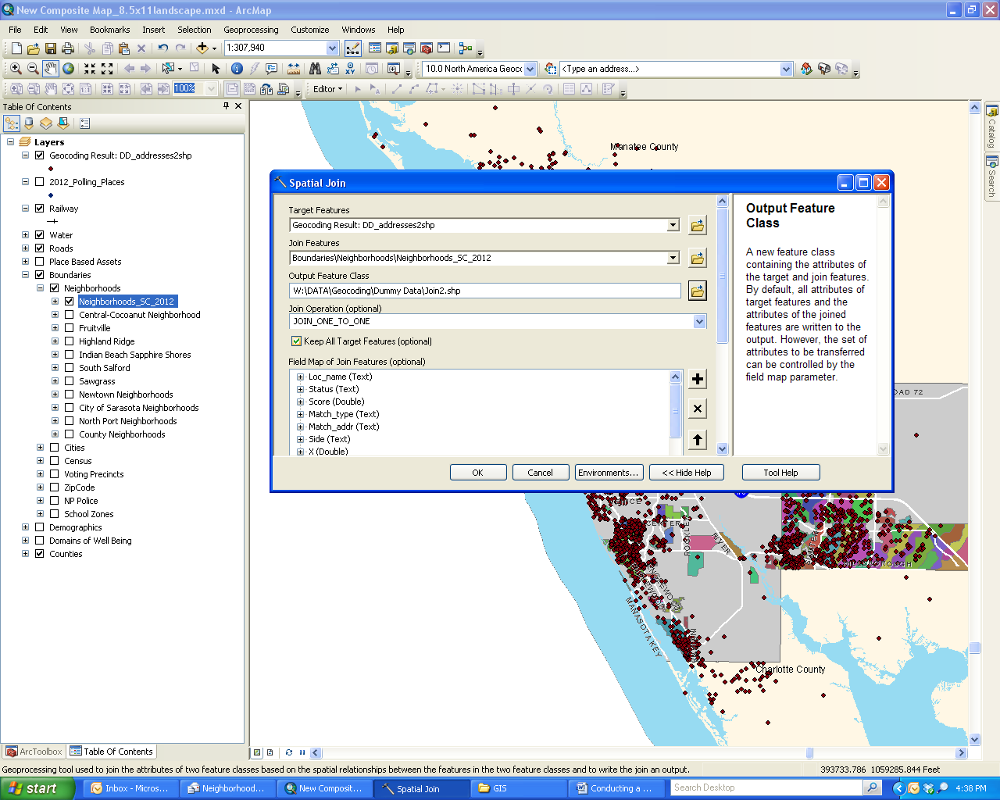 New Composite Map_8.5x11landscape.mxd - ArcMap
File Edit View Bookmarks Insert Selection Geoprocessing Customize Windows Help
1:307,940
10.0 North America Geocc <Type an address...>
100% Editor
Table Of Contents
Layers
Geocoding Result: DD_addresses2shp
2012_Polling_Places
Railway
Water
Roads
Place Based Assets
Boundaries
Neighborhoods
Neighborhoods_SC_2012
Central-Cocoanut Neighborhood
Fruitville
Highland Ridge
Indian Beach Sapphire Shores
South Salford
Sawgrass
Newtown Neighborhoods
City of Sarasota Neighborhoods
North Port Neighborhoods
County Neighborhoods
Cities
Census
Voting Precincts
ZipCode
NP Police
School Zones
Demographics
Domains of Well Being
Counties
ArcToolbox Table Of Contents
Manatee County
Spatial Join
Target Features
Geocoding Result: DD_addresses2shp
Join Features
Boundaries\Neighborhoods\Neighborhoods_SC_2012
Output Feature Class
W:\DATA\Geocoding\Dummy Data\Join2.shp
Join Operation (optional)
JOIN_ONE_TO_ONE
Keep All Target Features (optional)
Field Map of Join Features (optional)
Loc_name (Text)
Status (Text)
Score (Double)
Match_type (Text)
Match_addr (Text)
Side (Text)
X (Double)
OK Cancel Environments... << Hide Help Tool Help
Output Feature
Class
A new feature class
containing the attributes of
the target and join features.
By default, all attributes of
target features and the
attributes of the joined
features are written to the
output. However, the set of
attributes to be transferred
can be controlled by the
field map parameter.
Catalog
Search
OAD 72
CENTER
RIVER
SUMTER
HILLSBOROUGH
ENGLEWOOD
MANASOTA KEY
Charlotte County
Geoprocessing tool used to join the attributes of two feature classes based on the spatial relationships between the features in the two feature classes and to write the join an output.
393733.786 1059285.844 Feet
start
Inbox - Micros...
Neighborhood...
New Composit...
Spatial Join
GIS
Conducting a ...
Search Desktop
4:38 PM